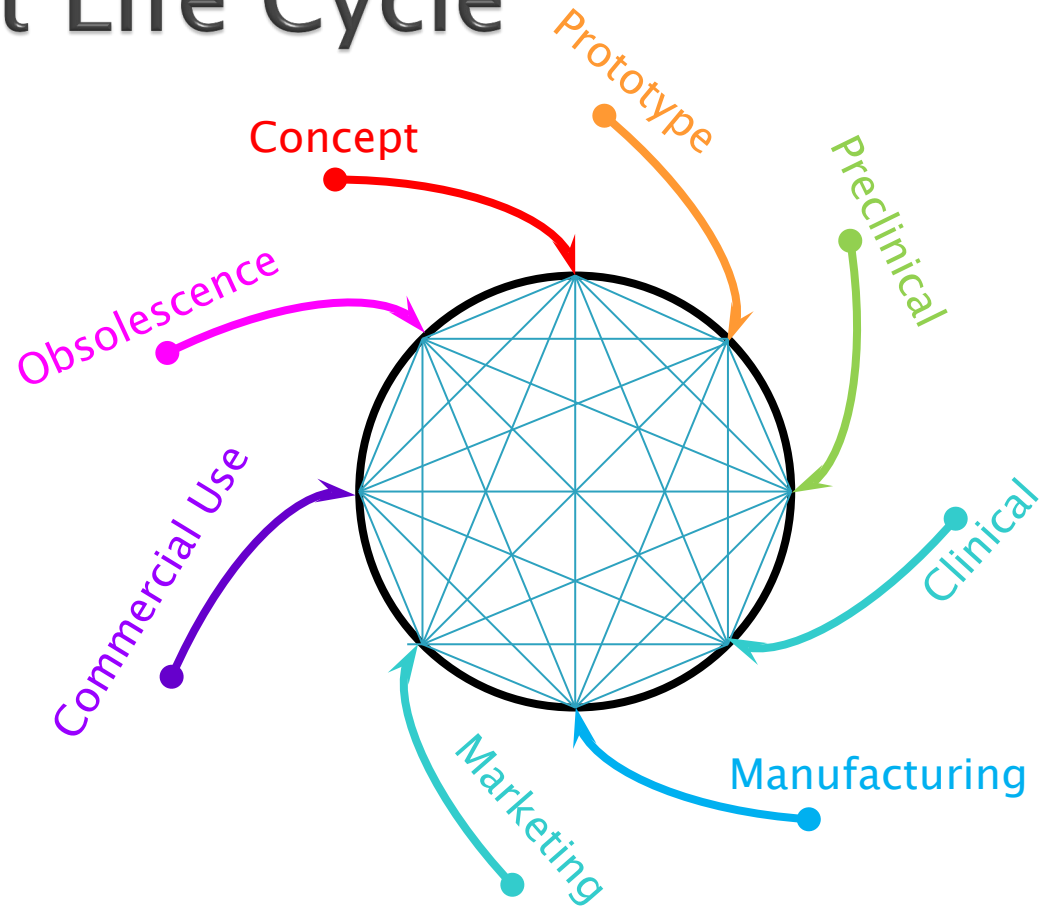 t Life Cycle
Concept
Prototype
Preclinical
Clinical
Manufacturing
Marketing
Commercial Use
Obsolescence